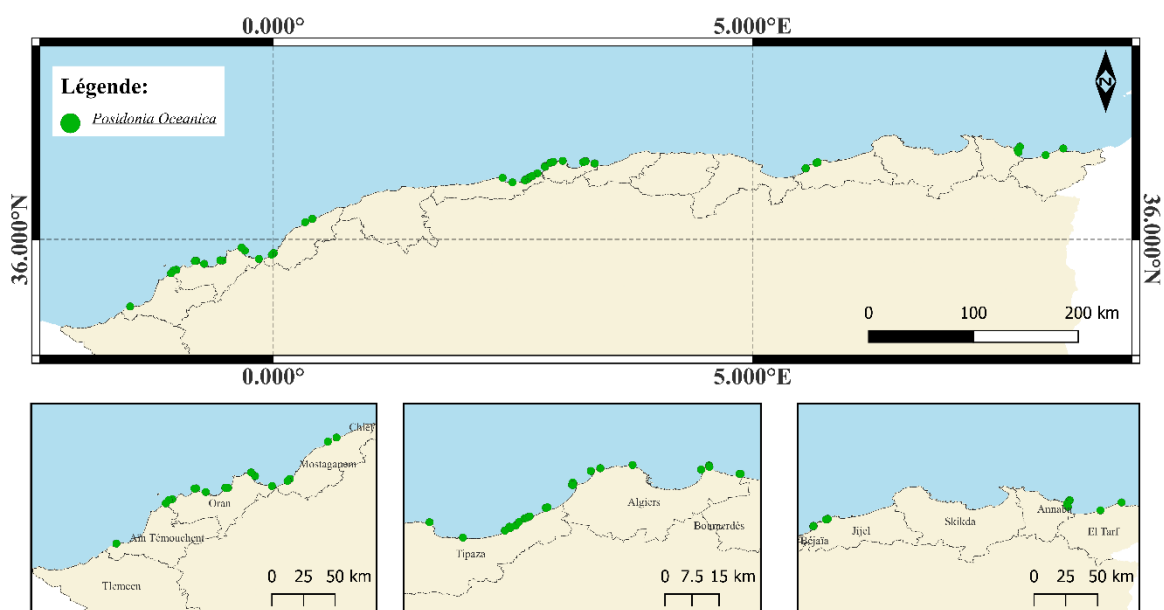 0.000° 5.000°E
Légende:
Posidonia Oceanica
N
36.000°N 36.000°N
0 100 200 km
0.000° 5.000°E
Chlef
Mostaganem
Oran
Aïn Témouchent
Tlemcen
0 25 50 km
Algiers
Boumerdès
Tipaza
0 7.5 15 km
Annaba
Skikda
El Tarf
Jijel
Béjaïa
0 25 50 km